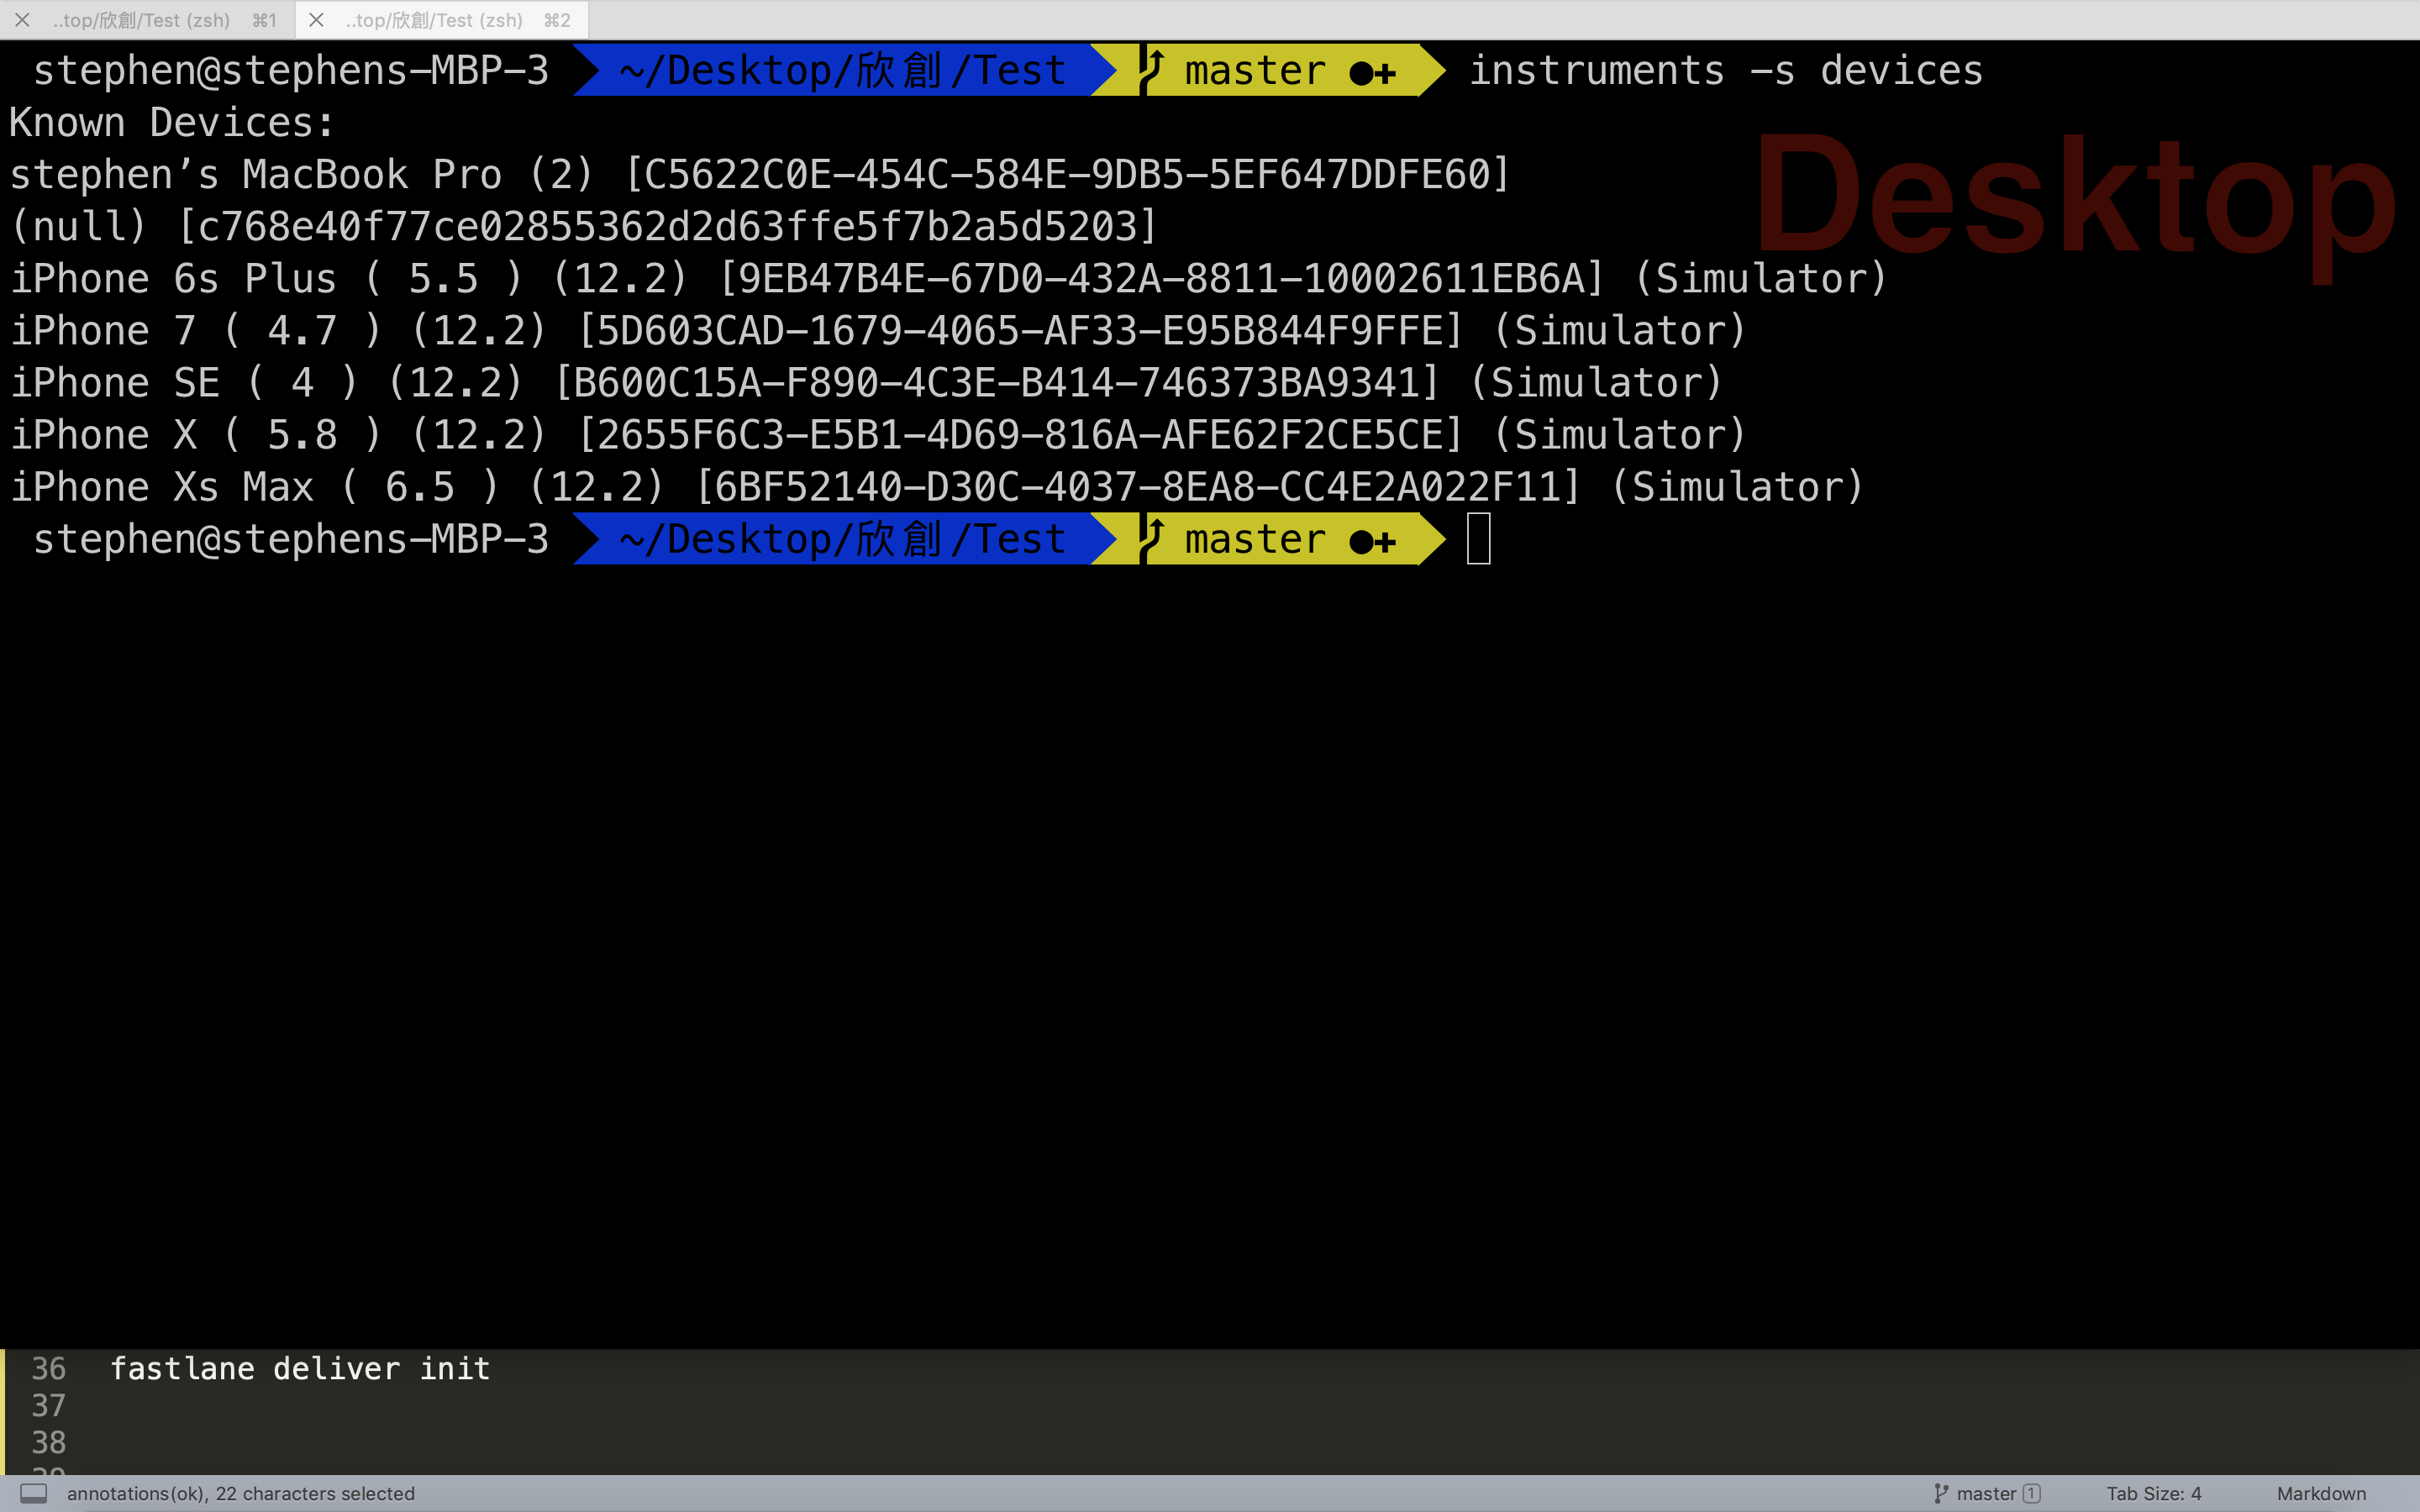 ..top/欣創/Test (zsh) ⌘1 ..top/欣創/Test (zsh) ⌘2
stephen@stephens-MBP-3 ~/Desktop/欣創/Test master ●+ instruments -s devices
Known Devices:
Desktop
stephen’s MacBook Pro (2) [C5622C0E-454C-584E-9DB5-5EF647DDFE60]
(null) [c768e40f77ce02855362d2d63ffe5f7b2a5d5203]
iPhone 6s Plus ( 5.5 ) (12.2) [9EB47B4E-67D0-432A-8811-10002611EB6A] (Simulator)
iPhone 7 ( 4.7 ) (12.2) [5D603CAD-1679-4065-AF33-E95B844F9FFE] (Simulator)
iPhone SE ( 4 ) (12.2) [B600C15A-F890-4C3E-B414-746373BA9341] (Simulator)
iPhone X ( 5.8 ) (12.2) [2655F6C3-E5B1-4D69-816A-AFE62F2CE5CE] (Simulator)
iPhone Xs Max ( 6.5 ) (12.2) [6BF52140-D30C-4037-8EA8-CC4E2A022F11] (Simulator)
stephen@stephens-MBP-3 ~/Desktop/欣創/Test master ●+
36 fastlane deliver init
37
38
annotations(ok), 22 characters selected master 1 Tab Size: 4 Markdown